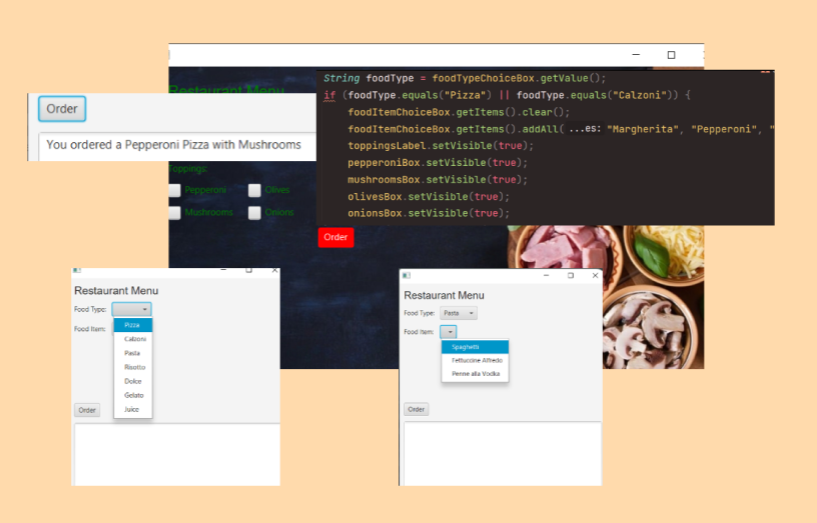 Restaurant Menu
String foodType = foodTypeChoiceBox.getValue();
if (foodType.equals("Pizza") || foodType.equals("Calzoni")) {
foodItemChoiceBox.getItems().clear();
foodItemChoiceBox.getItems().addAll( ...es: "Margherita", "Pepperoni", "
toppingsLabel.setVisible(true);
pepperoniBox.setVisible(true);
mushroomsBox.setVisible(true);
olivesBox.setVisible(true);
onionsBox.setVisible(true);
Order
You ordered a Pepperoni Pizza with Mushrooms
Toppings:
Pepperoni Olives
Mushrooms Onions
Order
Restaurant Menu
Food Type:
Food Item:
Pizza
Calzoni
Pasta
Risotto
Dolce
Gelato
Juice
Order
Restaurant Menu
Food Type: Pasta
Food Item:
Spaghetti
Fettuccine Alfredo
Penne alla Vodka
Order